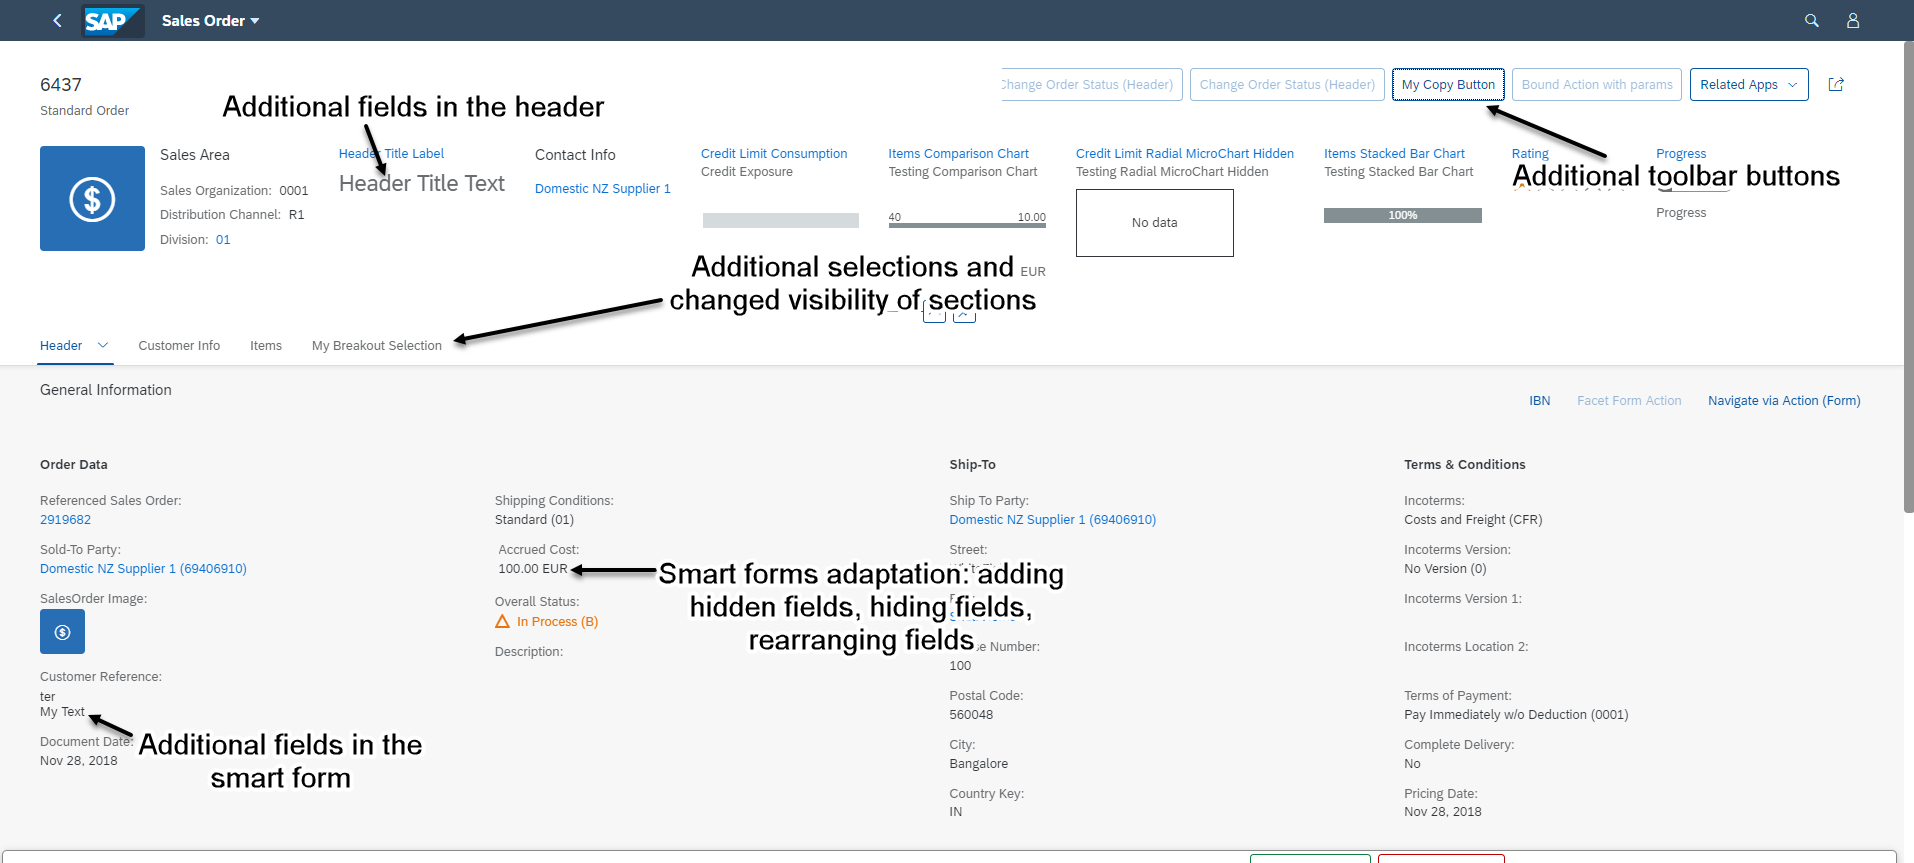 SAP Sales Order
6437
Standard Order
Change Order Status (Header)
Change Order Status (Header)
My Copy Button
Bound Action with params
Related Apps
Additional fields in the header
Additional toolbar buttons
Sales Area
Sales Organization: 0001
Distribution Channel: R1
Division: 01
Header Title Label
Header Title Text
Contact Info
Domestic NZ Supplier 1
Credit Limit Consumption
Credit Exposure
Items Comparison Chart
Testing Comparison Chart
40 10.00
EUR
Credit Limit Radial MicroChart Hidden
Testing Radial MicroChart Hidden
No data
Items Stacked Bar Chart
Testing Stacked Bar Chart
100%
Rating
Progress
Progress
Additional selections and
changed visibility of sections
Header
Customer Info
Items
My Breakout Selection
General Information
IBN
Facet Form Action
Navigate via Action (Form)
Order Data
Referenced Sales Order:
2919682
Sold-To Party:
Domestic NZ Supplier 1 (69406910)
SalesOrder Image:
Customer Reference:
ter
My Text
Document Date:
Nov 28, 2018
Additional fields in the
smart form
Shipping Conditions:
Standard (01)
Accrued Cost:
100.00 EUR
Overall Status:
In Process (B)
Description:
Smart forms adaptation: adding
hidden fields, hiding fields,
rearranging fields
Ship-To
Ship To Party:
Domestic NZ Supplier 1 (69406910)
Street:
Number:
100
Postal Code:
560048
City:
Bangalore
Country Key:
IN
Terms & Conditions
Incoterms:
Costs and Freight (CFR)
Incoterms Version:
No Version (0)
Incoterms Version 1:
Incoterms Location 2:
Terms of Payment:
Pay Immediately w/o Deduction (0001)
Complete Delivery:
No
Pricing Date:
Nov 28, 2018